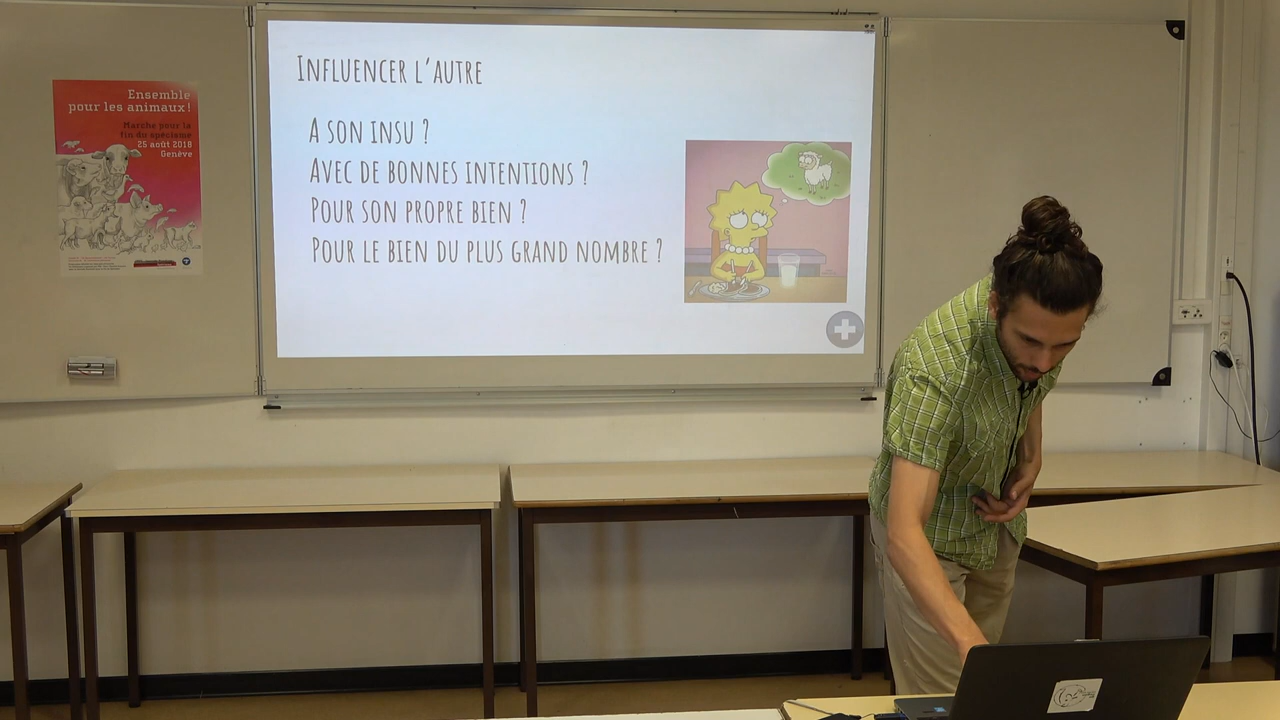 Ensemble
pour les animaux!
Marche pour la
fin du spécisme
25 août 2018
Genève
Influencer l'autre
A son insu ?
Avec de bonnes intentions ?
Pour son propre bien ?
Pour le bien du plus grand nombre ?